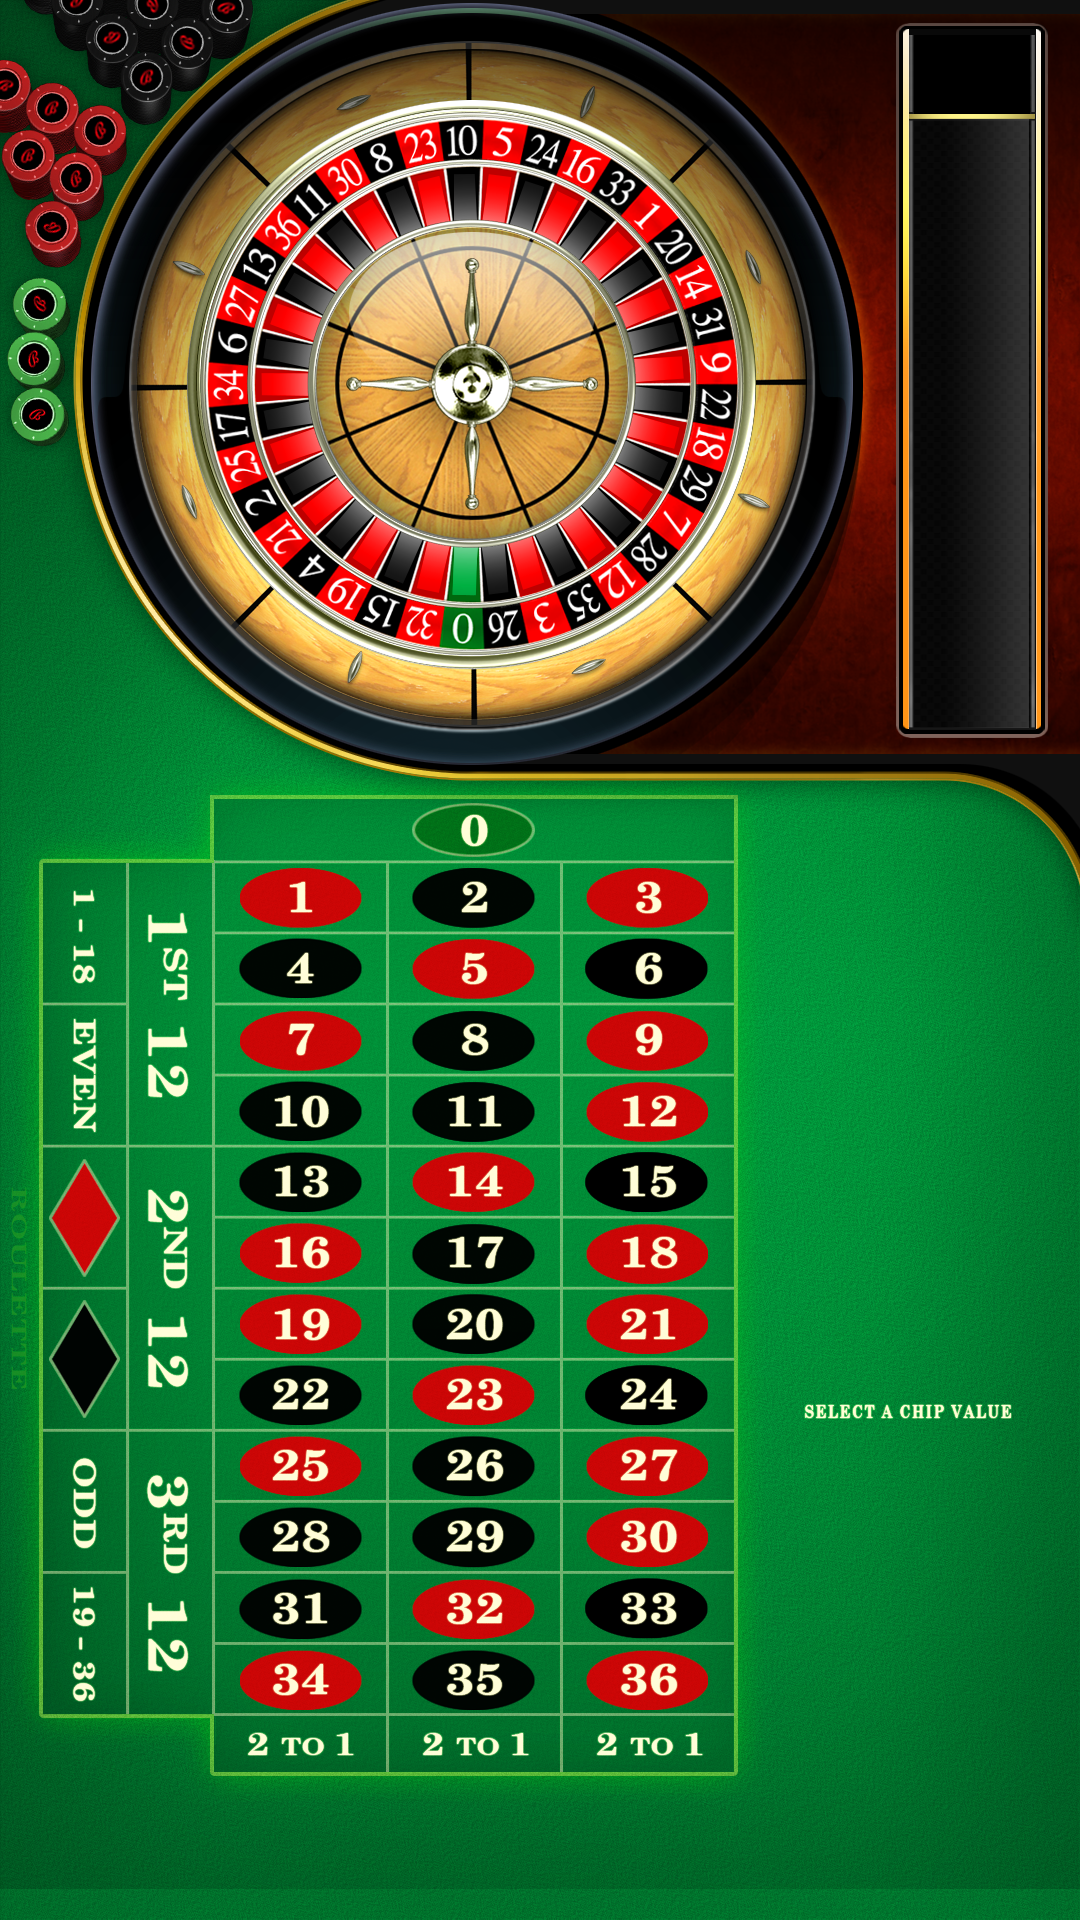 10 5 24 16 33 1 20 14 31 9 22 18 29 7 28 12 35 3 26 0 32 15 19 4 21 2 25 17 34 6 27 13 36 11 30 8 23
0
1 2 3
4 5 6
7 8 9
10 11 12
13 14 15
16 17 18
19 20 21
22 23 24
25 26 27
28 29 30
31 32 33
34 35 36
2 TO 1 2 TO 1 2 TO 1
1ST 12
2ND 12
3RD 12
1 - 18
EVEN
ODD
19 - 36
ROULETTE
SELECT A CHIP VALUE